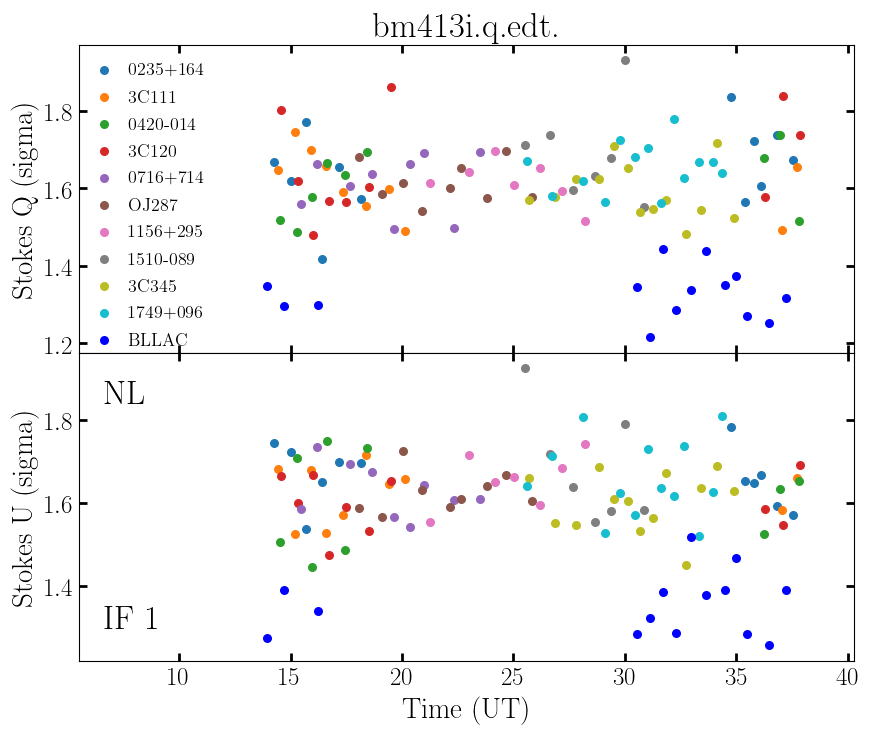 bm413i.q.edt.
Stokes Q (sigma)
1.8
1.6
1.4
1.2
0235+164
3C111
0420-014
3C120
0716+714
OJ287
1156+295
1510-089
3C345
1749+096
BLLAC
Stokes U (sigma)
1.8
1.6
1.4
NL
IF 1
10 15 20 25 30 35 40
Time (UT)